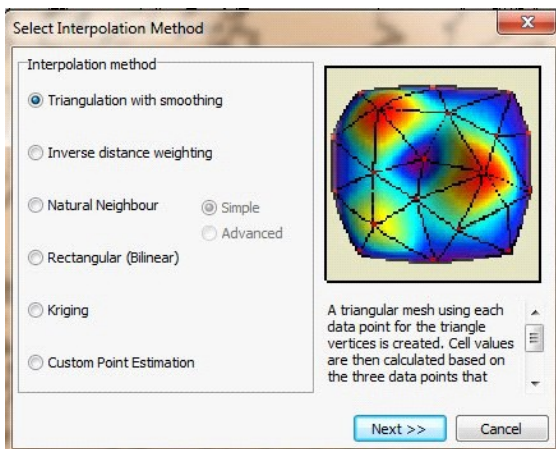 Select Interpolation Method
Interpolation method
Triangulation with smoothing
Inverse distance weighting
Natural Neighbour
Simple
Advanced
Rectangular (Bilinear)
Kriging
Custom Point Estimation
A triangular mesh using each
data point for the triangle
vertices is created. Cell values
are then calculated based on
the three data points that
Next >>
Cancel